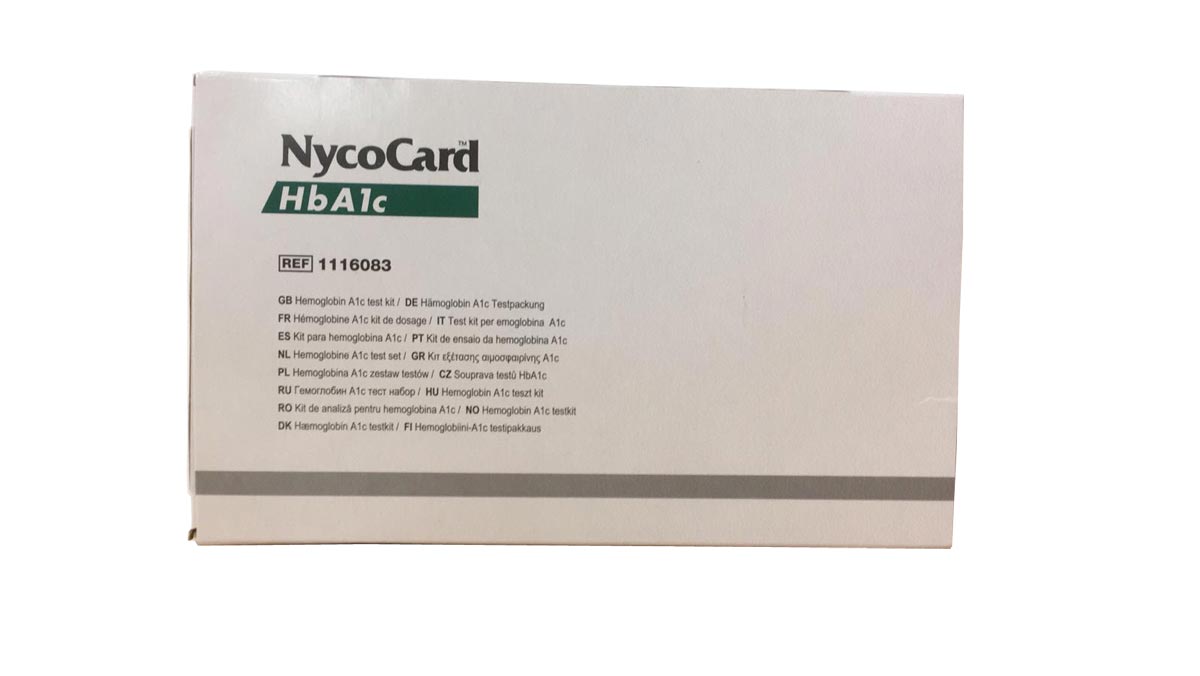 NycoCard™
HbA1c
REF 1116083
GB Hemoglobin A1c test kit / DE Hämoglobin A1c Testpackung
FR Hémoglobine A1c kit de dosage / IT Test kit per emoglobina A1c
ES Kit para hemoglobina A1c / PT Kit de ensaio da hemoglobina A1c
NL Hemoglobine A1c test set / GR Κιτ εξέτασης αιμοσφαιρίνης A1c
PL Hemoglobina A1c zestaw testów / CZ Souprava testů HbA1c
RU Гемоглобин A1c тест набор / HU Hemoglobin A1c teszt kit
RO Kit de analiză pentru hemoglobina A1c / NO Hemoglobin A1c testkit
DK Hæmoglobin A1c testkit / FI Hemoglobiini-A1c testipakkaus